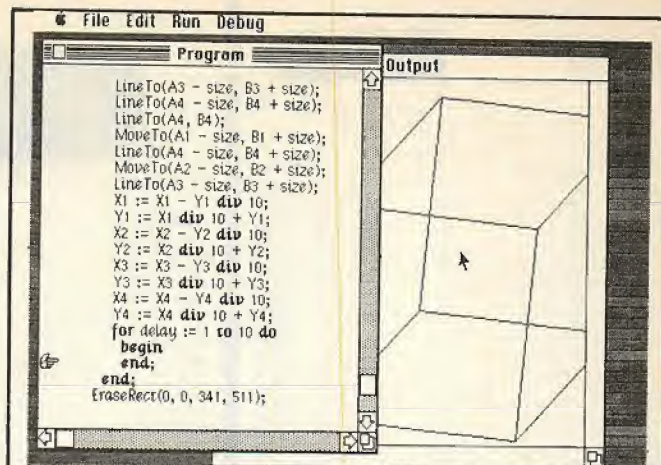 File Edit Run Debug
Program
Output
LineTo(A3 - size, B3 + size);
LineTo(A4 - size, B4 + size);
LineTo(A4, B4);
MoveTo(A1 - size, B1 + size);
LineTo(A4 - size, B4 + size);
MoveTo(A2 - size, B2 + size);
LineTo(A3 - size, B3 + size);
X1 := X1 - Y1 div 10;
Y1 := X1 div 10 + Y1;
X2 := X2 - Y2 div 10;
Y2 := X2 div 10 + Y2;
X3 := X3 - Y3 div 10;
Y3 := X3 div 10 + Y3;
X4 := X4 - Y4 div 10;
Y4 := X4 div 10 + Y4;
for delay := 1 to 10 do
begin
end;
end;
EraseRect(0, 0, 341, 511);